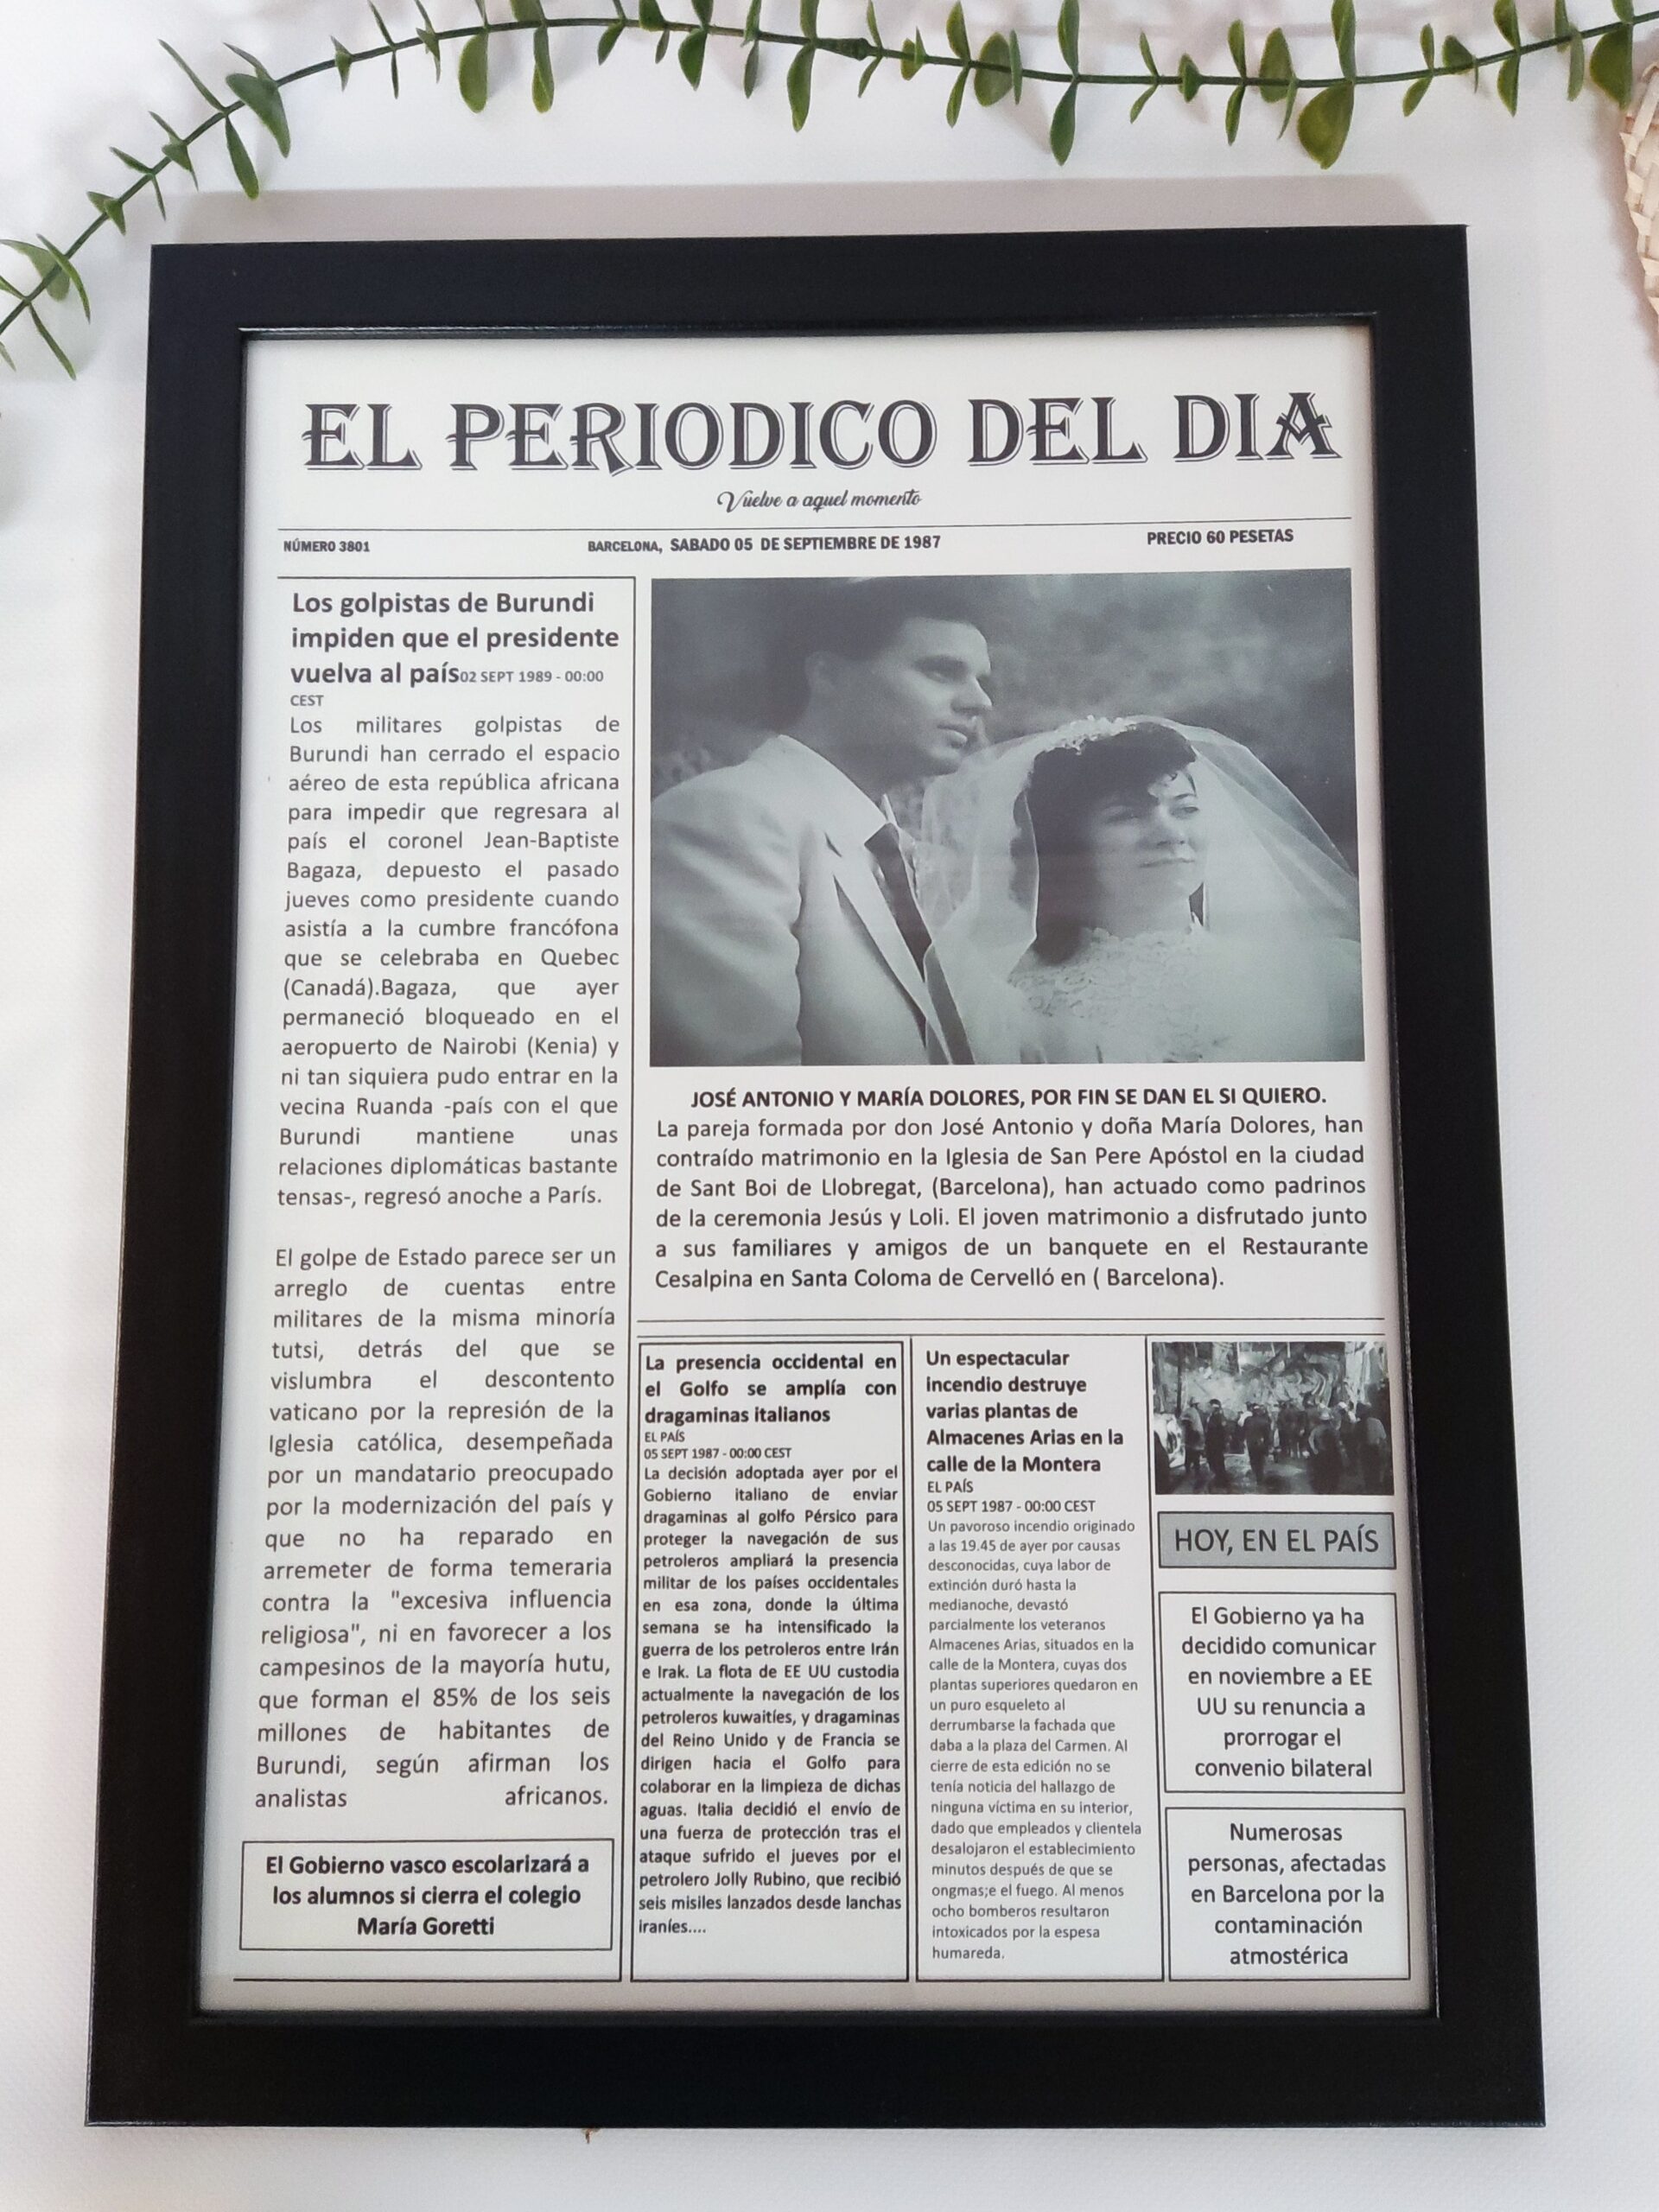 EL PERIODICO DEL DIA
Vuelve a aquel momento
NÚMERO 3801
BARCELONA, SABADO 05 DE SEPTIEMBRE DE 1987
PRECIO 60 PESETAS
Los golpistas de Burundi
impiden que el presidente
vuelva al país02 SEPT 1989 - 00:00
CEST
Los militares golpistas de
Burundi han cerrado el espacio
aéreo de esta república africana
para impedir que regresara al
país el coronel Jean-Baptiste
Bagaza, depuesto el pasado
jueves como presidente cuando
asistía a la cumbre francófona
que se celebraba en Quebec
(Canadá).Bagaza, que ayer
permaneció bloqueado en el
aeropuerto de Nairobi (Kenia) y
ni tan siquiera pudo entrar en la
vecina Ruanda -país con el que
Burundi mantiene unas
relaciones diplomáticas bastante
tensas-, regresó anoche a París.
El golpe de Estado parece ser un
arreglo de cuentas entre
militares de la misma minoría
tutsi, detrás del que se
vislumbra el descontento
vaticano por la represión de la
Iglesia católica, desempeñada
por un mandatario preocupado
por la modernización del país y
que no ha reparado en
arremeter de forma temeraria
contra la "excesiva influencia
religiosa", ni en favorecer a los
campesinos de la mayoría hutu,
que forman el 85% de los seis
millones de habitantes de
Burundi, según afirman los
analistas africanos.
El Gobierno vasco escolarizará a
los alumnos si cierra el colegio
María Goretti
JOSÉ ANTONIO Y MARÍA DOLORES, POR FIN SE DAN EL SI QUIERO.
La pareja formada por don José Antonio y doña María Dolores, han
contraído matrimonio en la Iglesia de San Pere Apóstol en la ciudad
de Sant Boi de Llobregat, (Barcelona), han actuado como padrinos
de la ceremonia Jesús y Loli. El joven matrimonio a disfrutado junto
a sus familiares y amigos de un banquete en el Restaurante
Cesalpina en Santa Coloma de Cervelló en ( Barcelona).
La presencia occidental en
el Golfo se amplía con
dragaminas italianos
EL PAÍS
05 SEPT 1987 - 00:00 CEST
La decisión adoptada ayer por el
Gobierno italiano de enviar
dragaminas al golfo Pérsico para
proteger la navegación de sus
petroleros ampliará la presencia
militar de los países occidentales
en esa zona, donde la última
semana se ha intensificado la
guerra de los petroleros entre Irán
e Irak. La flota de EE UU custodia
actualmente la navegación de los
petroleros kuwaitíes, y dragaminas
del Reino Unido y de Francia se
dirigen hacia el Golfo para
colaborar en la limpieza de dichas
aguas. Italia decidió el envío de
una fuerza de protección tras el
ataque sufrido el jueves por el
petrolero Jolly Rubino, que recibió
seis misiles lanzados desde lanchas
iraníes....
Un espectacular
incendio destruye
varias plantas de
Almacenes Arias en la
calle de la Montera
EL PAÍS
05 SEPT 1987 - 00:00 CEST
Un pavoroso incendio originado
a las 19.45 de ayer por causas
desconocidas, cuya labor de
extinción duró hasta la
medianoche, devastó
parcialmente los veteranos
Almacenes Arias, situados en la
calle de la Montera, cuyas dos
plantas superiores quedaron en
un puro esqueleto al
derrumbarse la fachada que
daba a la plaza del Carmen. Al
cierre de esta edición no se
tenía noticia del hallazgo de
ninguna víctima en su interior,
dado que empleados y clientela
desalojaron el establecimiento
minutos después de que se
ongmas;e el fuego. Al menos
ocho bomberos resultaron
intoxicados por la espesa
humareda.
HOY, EN EL PAÍS
El Gobierno ya ha
decidido comunicar
en noviembre a EE
UU su renuncia a
prorrogar el
convenio bilateral
Numerosas
personas, afectadas
en Barcelona por la
contaminación
atmostérica